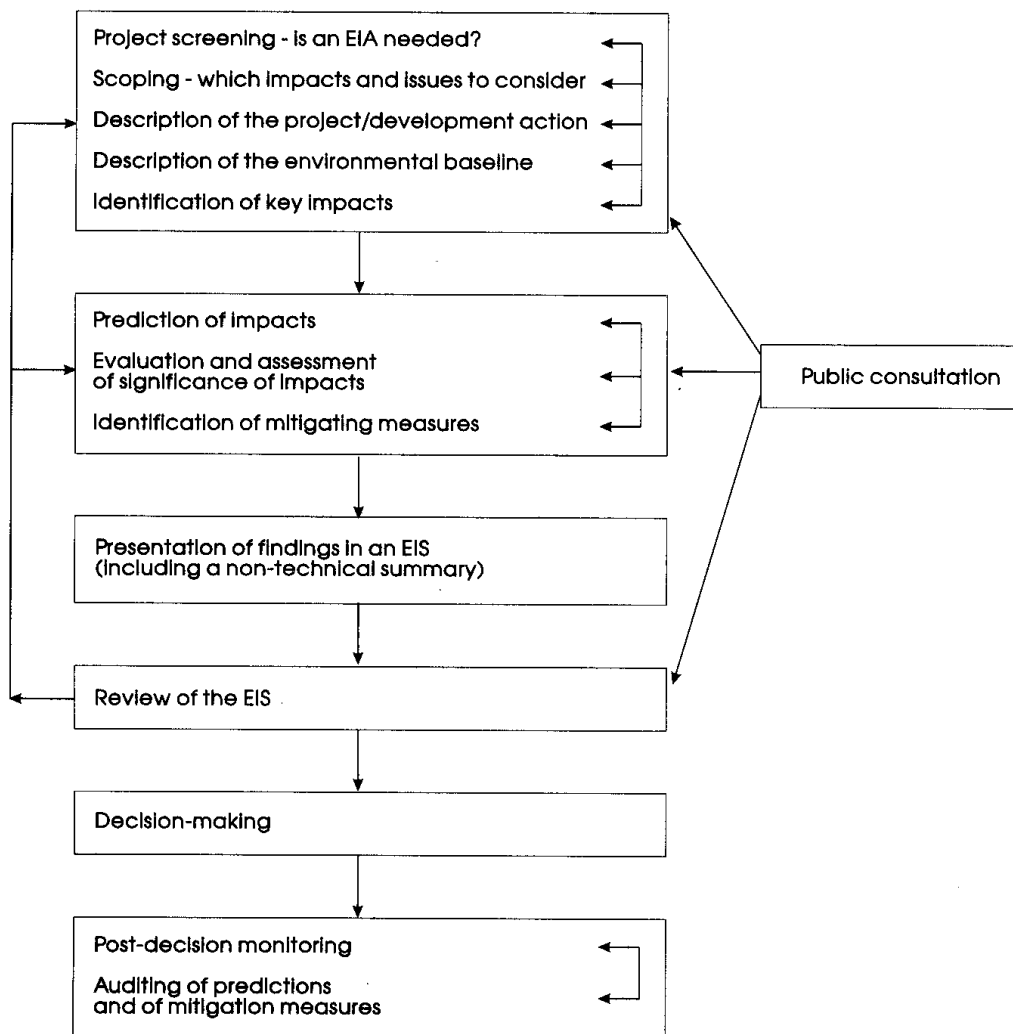 Project screening - is an EIA needed?
Scoping - which impacts and issues to consider
Description of the project/development action
Description of the environmental baseline
Identification of key impacts
Prediction of impacts
Evaluation and assessment
of significance of impacts
Identification of mitigating measures
Public consultation
Presentation of findings in an EIS
(including a non-technical summary)
Review of the EIS
Decision-making
Post-decision monitoring
Auditing of predictions
and of mitigation measures